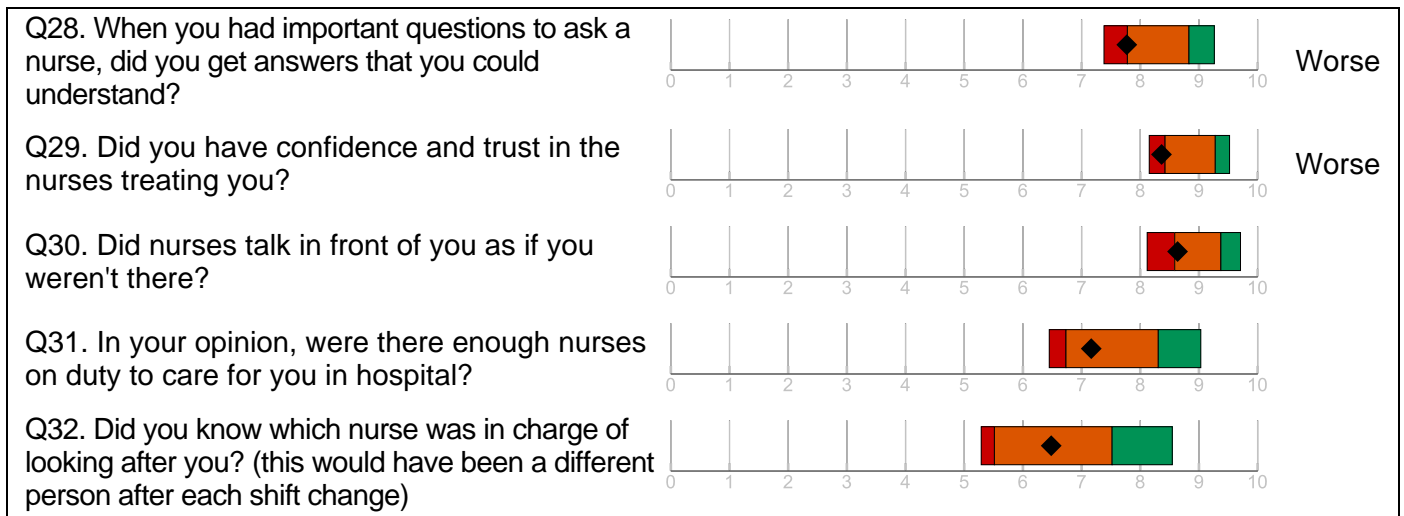 Q28. When you had important questions to ask a
nurse, did you get answers that you could
understand?
0 1 2 3 4 5 6 7 8 9 10
Worse
Q29. Did you have confidence and trust in the
nurses treating you?
0 1 2 3 4 5 6 7 8 9 10
Worse
Q30. Did nurses talk in front of you as if you
weren't there?
0 1 2 3 4 5 6 7 8 9 10
Q31. In your opinion, were there enough nurses
on duty to care for you in hospital?
0 1 2 3 4 5 6 7 8 9 10
Q32. Did you know which nurse was in charge of
looking after you? (this would have been a different
person after each shift change)
0 1 2 3 4 5 6 7 8 9 10